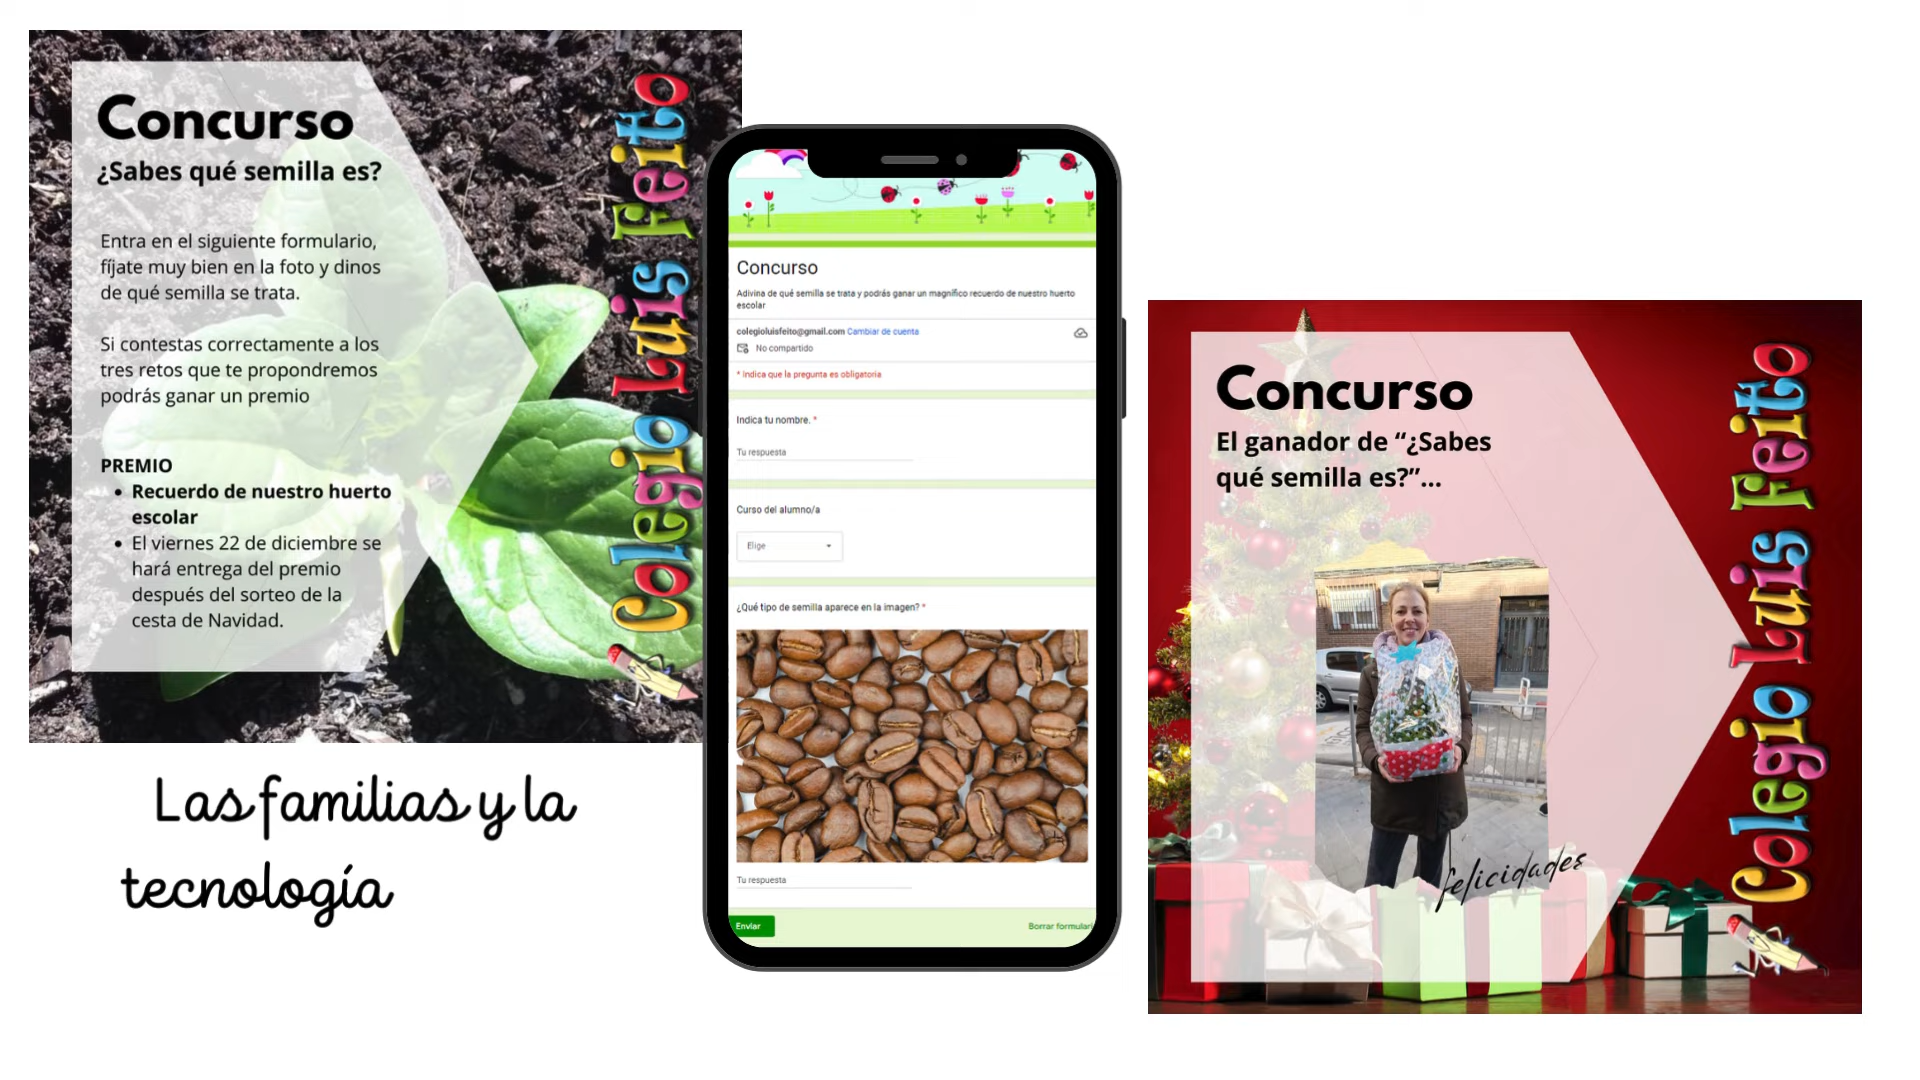 Concurso
¿Sabes qué semilla es?
Entra en el siguiente formulario,
fíjate muy bien en la foto y dinos
de qué semilla se trata.
Si contestas correctamente a los
tres retos que te propondremos
podrás ganar un premio
PREMIO
• Recuerdo de nuestro huerto
escolar
• El viernes 22 de diciembre se
hará entrega del premio
después del sorteo de la
cesta de Navidad.
Colegio Luis Feito
Las familias y la
tecnología
Concurso
Adivina de qué semilla se trata y podrás ganar un magnífico recuerdo de nuestro huerto
escolar
colegioluisfeito@gmail.com Cambiar de cuenta
No compartido
* Indica que la pregunta es obligatoria
Indica tu nombre. *
Tu respuesta
Curso del alumno/a
Elige
¿Qué tipo de semilla aparece en la imagen? *
Tu respuesta
Enviar
Borrar formulari
Concurso
El ganador de “¿Sabes
qué semilla es?”...
felicidades
Colegio Luis Feito